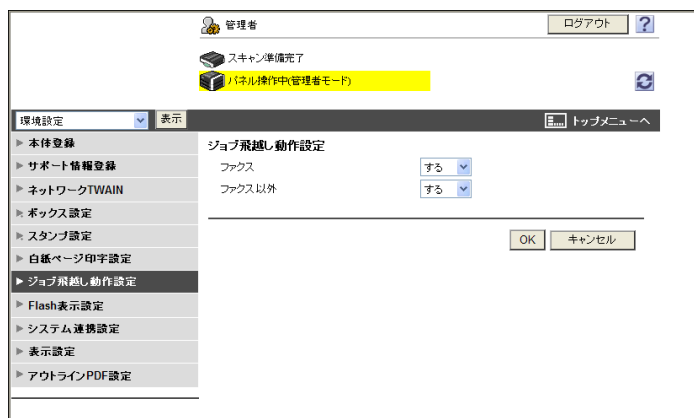 管理者
ログアウト
?
スキャン準備完了
パネル操作中(管理者モード)
環境設定
表示
トップメニューへ
本体登録
サポート情報登録
ネットワークTWAIN
ボックス設定
スタンプ設定
白紙ページ印字設定
ジョブ飛越し動作設定
Flash表示設定
システム連携設定
表示設定
アウトラインPDF設定
ジョブ飛越し動作設定
ファクス する
ファクス以外 する
OK キャンセル